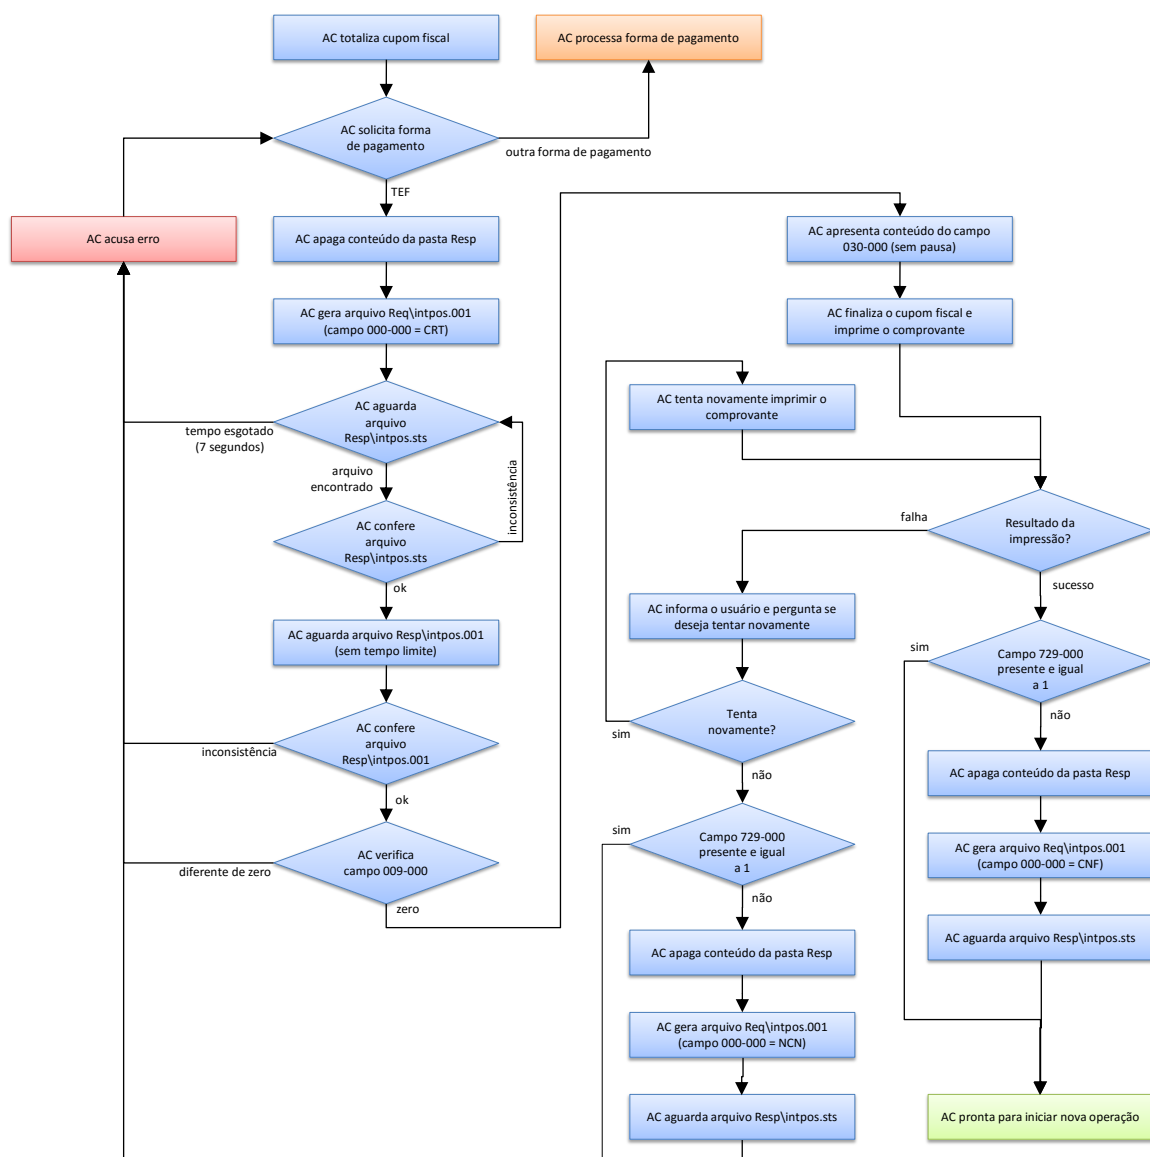 AC totaliza cupom fiscal
AC processa forma de pagamento
AC solicita forma
de pagamento
outra forma de pagamento
TEF
AC acusa erro
AC apaga conteúdo da pasta Resp
AC gera arquivo Req\intpos.001
(campo 000-000 = CRT)
AC aguarda
arquivo
Resp\intpos.sts
tempo esgotado
(7 segundos)
arquivo
encontrado
inconsistência
AC confere
arquivo
Resp\intpos.sts
ok
AC aguarda arquivo Resp\intpos.001
(sem tempo limite)
AC confere
arquivo
Resp\intpos.001
inconsistência
ok
AC verifica
campo 009-000
diferente de zero
zero
AC apresenta conteúdo do campo
030-000 (sem pausa)
AC finaliza o cupom fiscal e
imprime o comprovante
AC tenta novamente imprimir o
comprovante
Resultado da
impressão?
falha
sucesso
AC informa o usuário e pergunta se
deseja tentar novamente
Tenta
novamente?
sim
não
Campo 729-000
presente e igual
a 1
sim
não
AC apaga conteúdo da pasta Resp
AC gera arquivo Req\intpos.001
(campo 000-000 = NCN)
AC aguarda arquivo Resp\intpos.sts
Campo 729-000
presente e igual
a 1
sim
não
AC apaga conteúdo da pasta Resp
AC gera arquivo Req\intpos.001
(campo 000-000 = CNF)
AC aguarda arquivo Resp\intpos.sts
AC pronta para iniciar nova operação